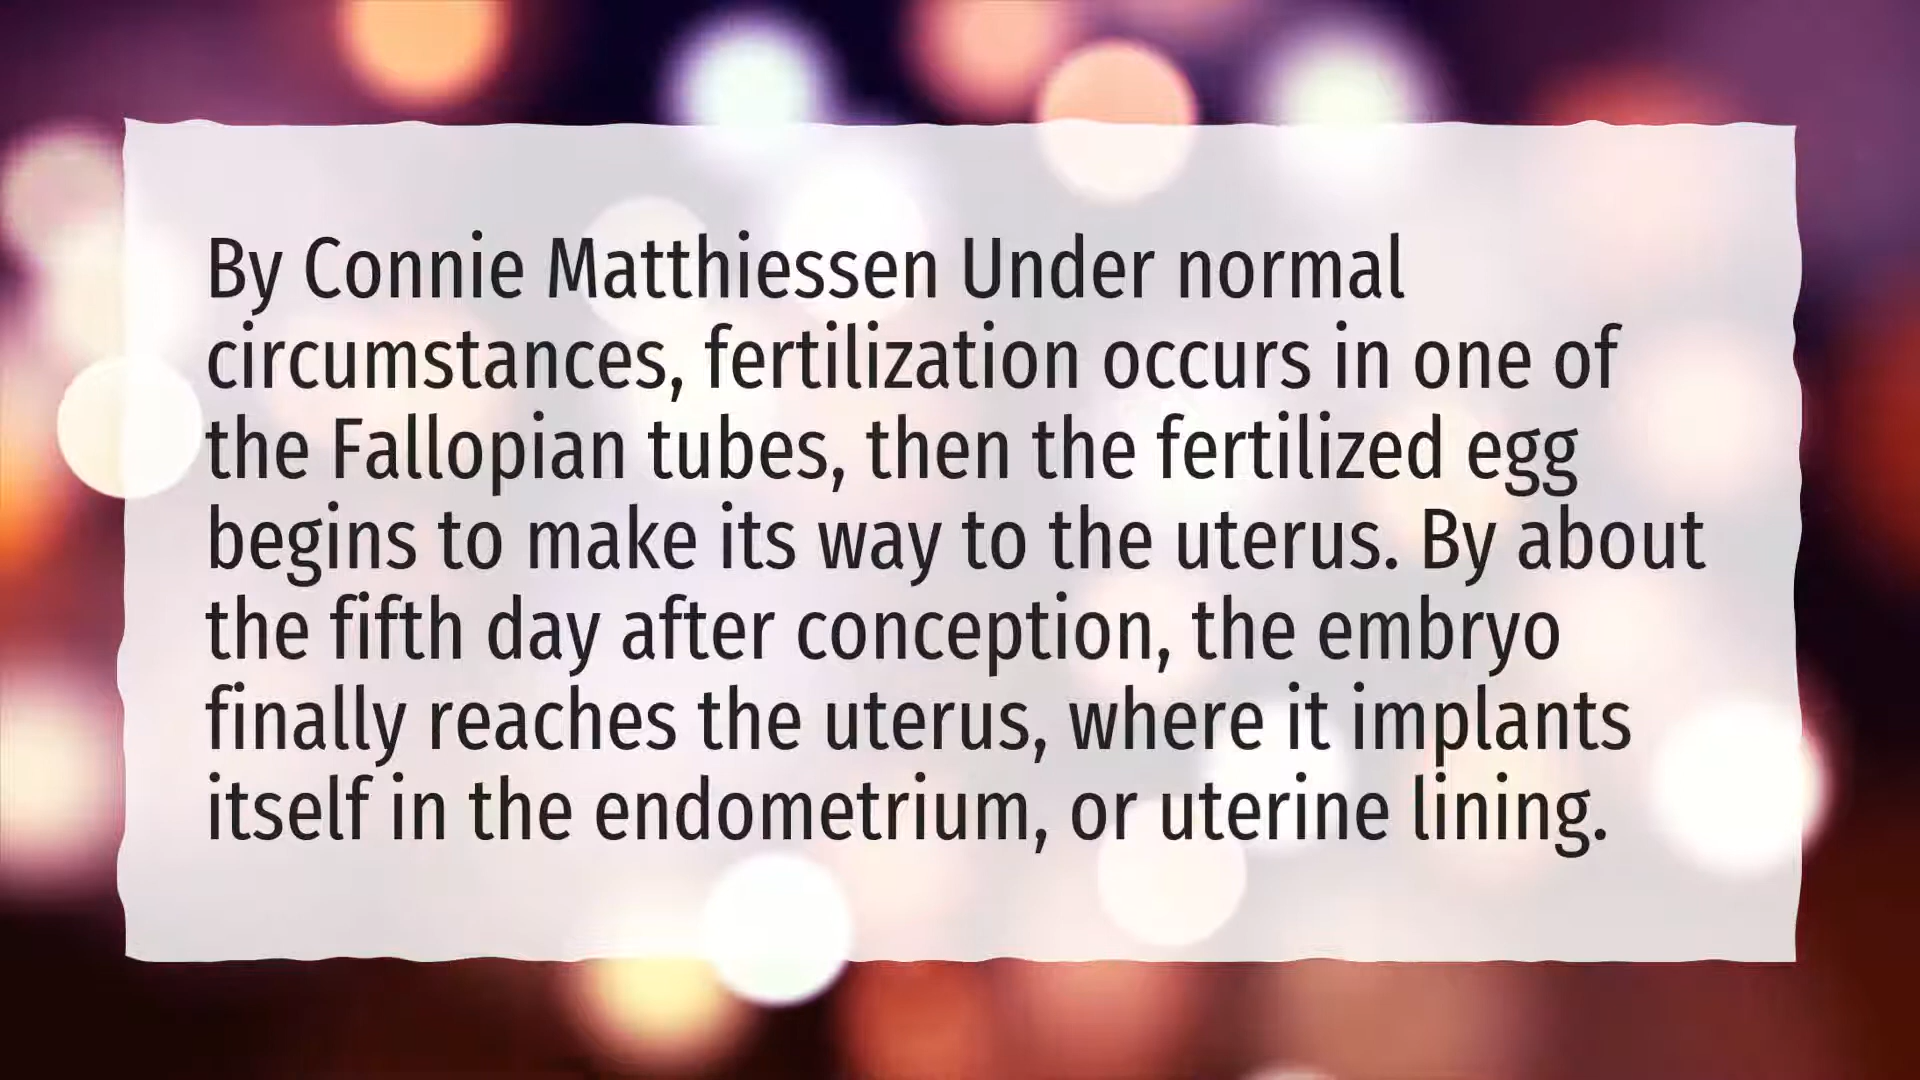 By Connie Matthiessen Under normal
circumstances, fertilization occurs in one of
the Fallopian tubes, then the fertilized egg
begins to make its way to the uterus. By about
the fifth day after conception, the embryo
finally reaches the uterus, where it implants
itself in the endometrium, or uterine lining.